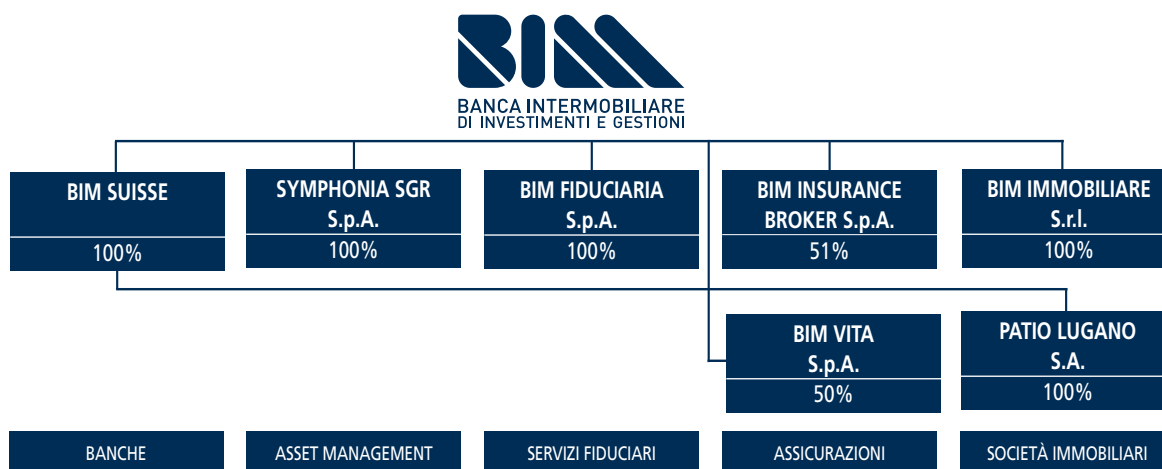 BIM
BANCA INTERMOBILIARE
DI INVESTIMENTI E GESTIONI
BIM SUISSE
100%
SYMPHONIA SGR
S.p.A.
100%
BIM FIDUCIARIA
S.p.A.
100%
BIM INSURANCE
BROKER S.p.A.
51%
BIM IMMOBILIARE
S.r.l.
100%
BIM VITA
S.p.A.
50%
PATIO LUGANO
S.A.
100%
BANCHE
ASSET MANAGEMENT
SERVIZI FIDUCIARI
ASSICURAZIONI
SOCIETÀ IMMOBILIARI